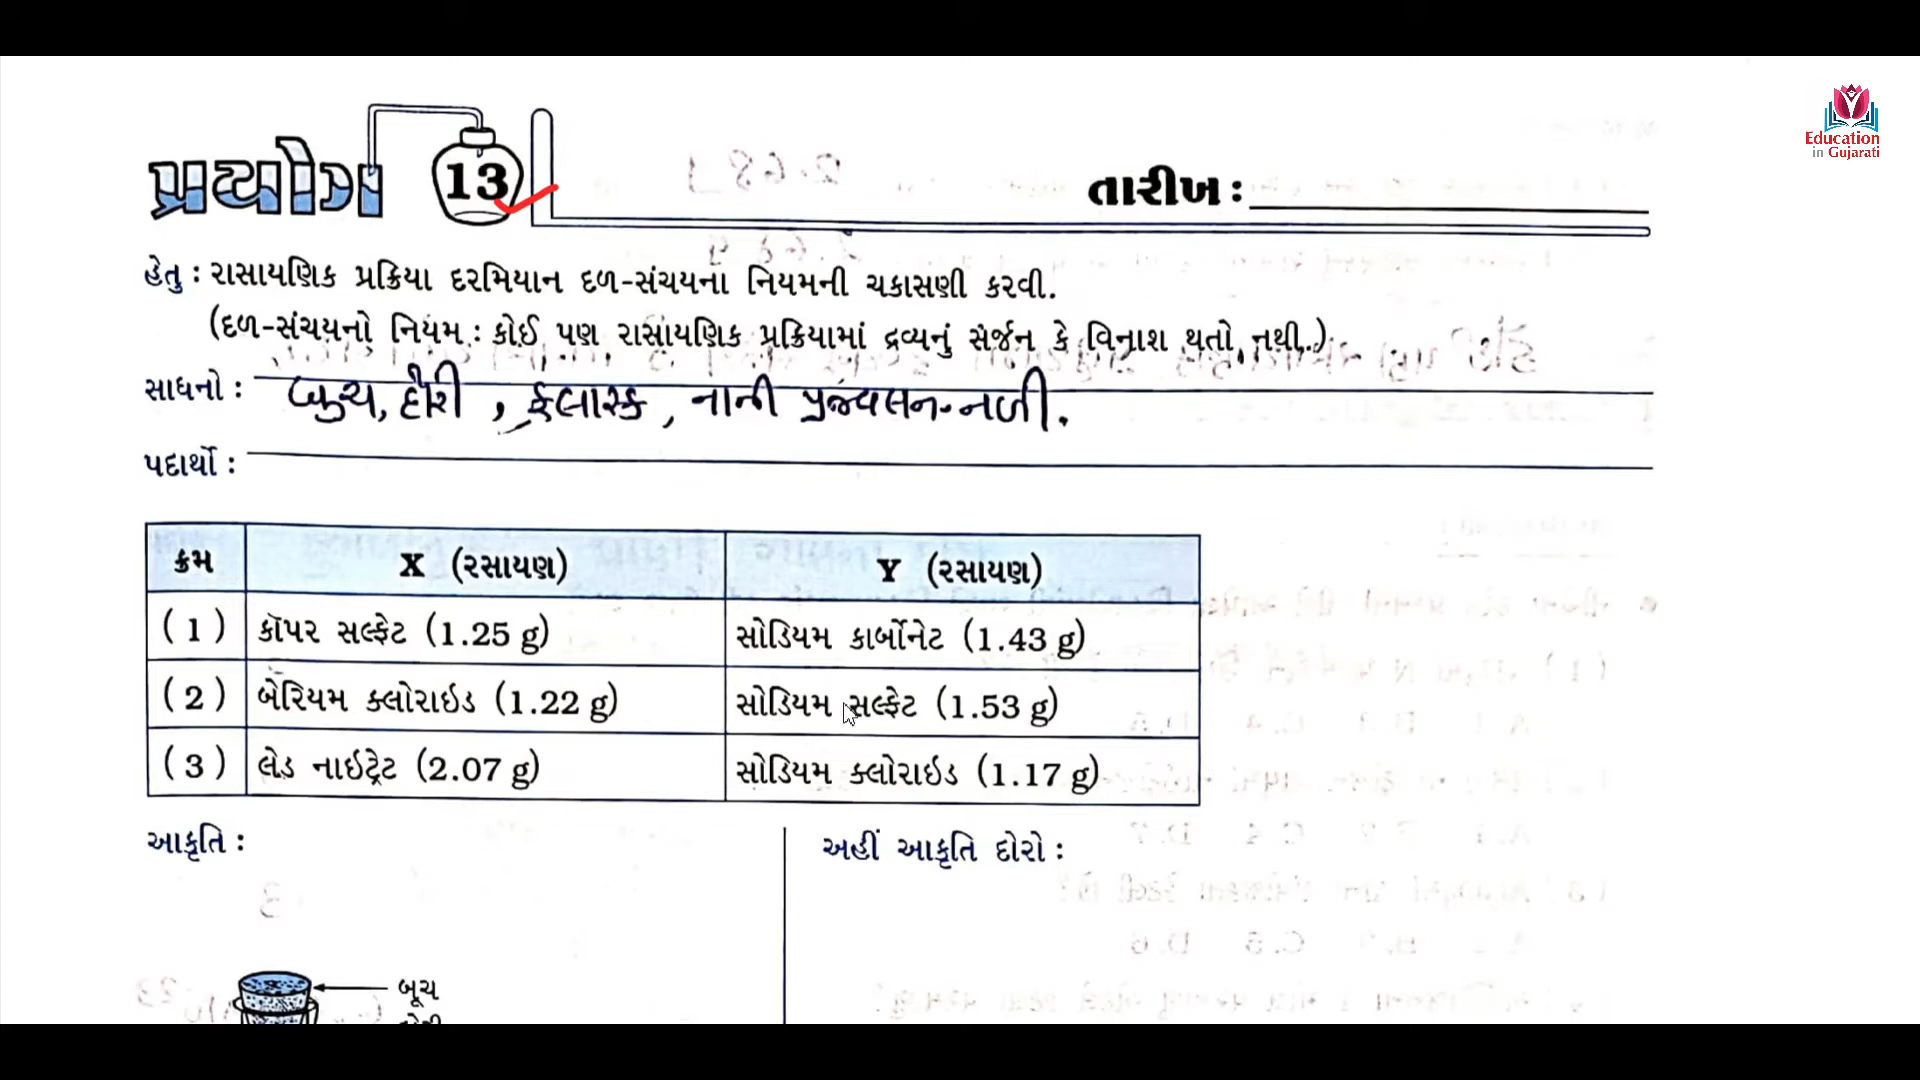 Education
in Gujarati
પ્રયોગ 13
તારીખ :
હેતુ : રાસાયણિક પ્રક્રિયા દરમિયાન દળ-સંચયના નિયમની ચકાસણી કરવી.
(દળ-સંચયનો નિયમ : કોઈ પણ રાસાયણિક પ્રક્રિયામાં દ્રવ્યનું સર્જન કે વિનાશ થતો નથી.)
સાધનો : બુચ, દોરી, ફ્લાસ્ક, નાની પ્રજ્વલન-નળી.
પદાર્થો :
ક્રમ X (રસાયણ) Y (રસાયણ)
(1) કૉપર સલ્ફેટ (1.25 g) સોડિયમ કાર્બોનેટ (1.43 g)
(2) બેરિયમ ક્લોરાઇડ (1.22 g) સોડિયમ સલ્ફેટ (1.53 g)
(3) લેડ નાઇટ્રેટ (2.07 g) સોડિયમ ક્લોરાઇડ (1.17 g)
આકૃતિ : અહીં આકૃતિ દોરો :
બૂચ